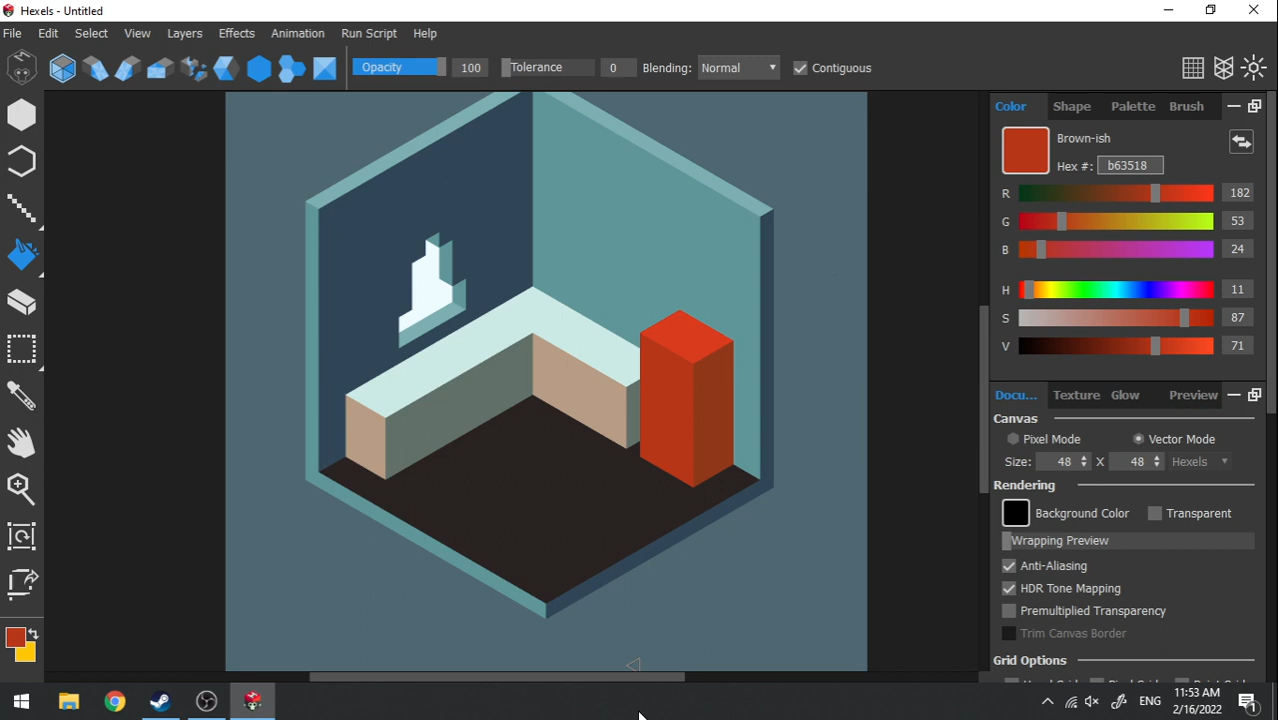 Hexels - Untitled
File Edit Select View Layers Effects Animation Run Script Help
Opacity 100 Tolerance 0 Blending: Normal Contiguous
Color Shape Palette Brush
Brown-ish
Hex #: b63518
R 182
G 53
B 24
H 11
S 87
V 71
Docu... Texture Glow Preview
Canvas
Pixel Mode Vector Mode
Size: 48 X 48 Hexels
Rendering
Background Color Transparent
Wrapping Preview
Anti-Aliasing
HDR Tone Mapping
Premultiplied Transparency
Trim Canvas Border
Grid Options
ENG
11:53 AM
2/16/2022
1